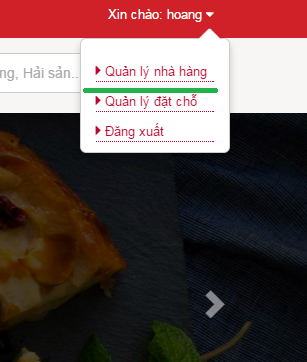 Xin chào: hoang
ng, Hải sản...
Quản lý nhà hàng
Quản lý đặt chỗ
Đăng xuất